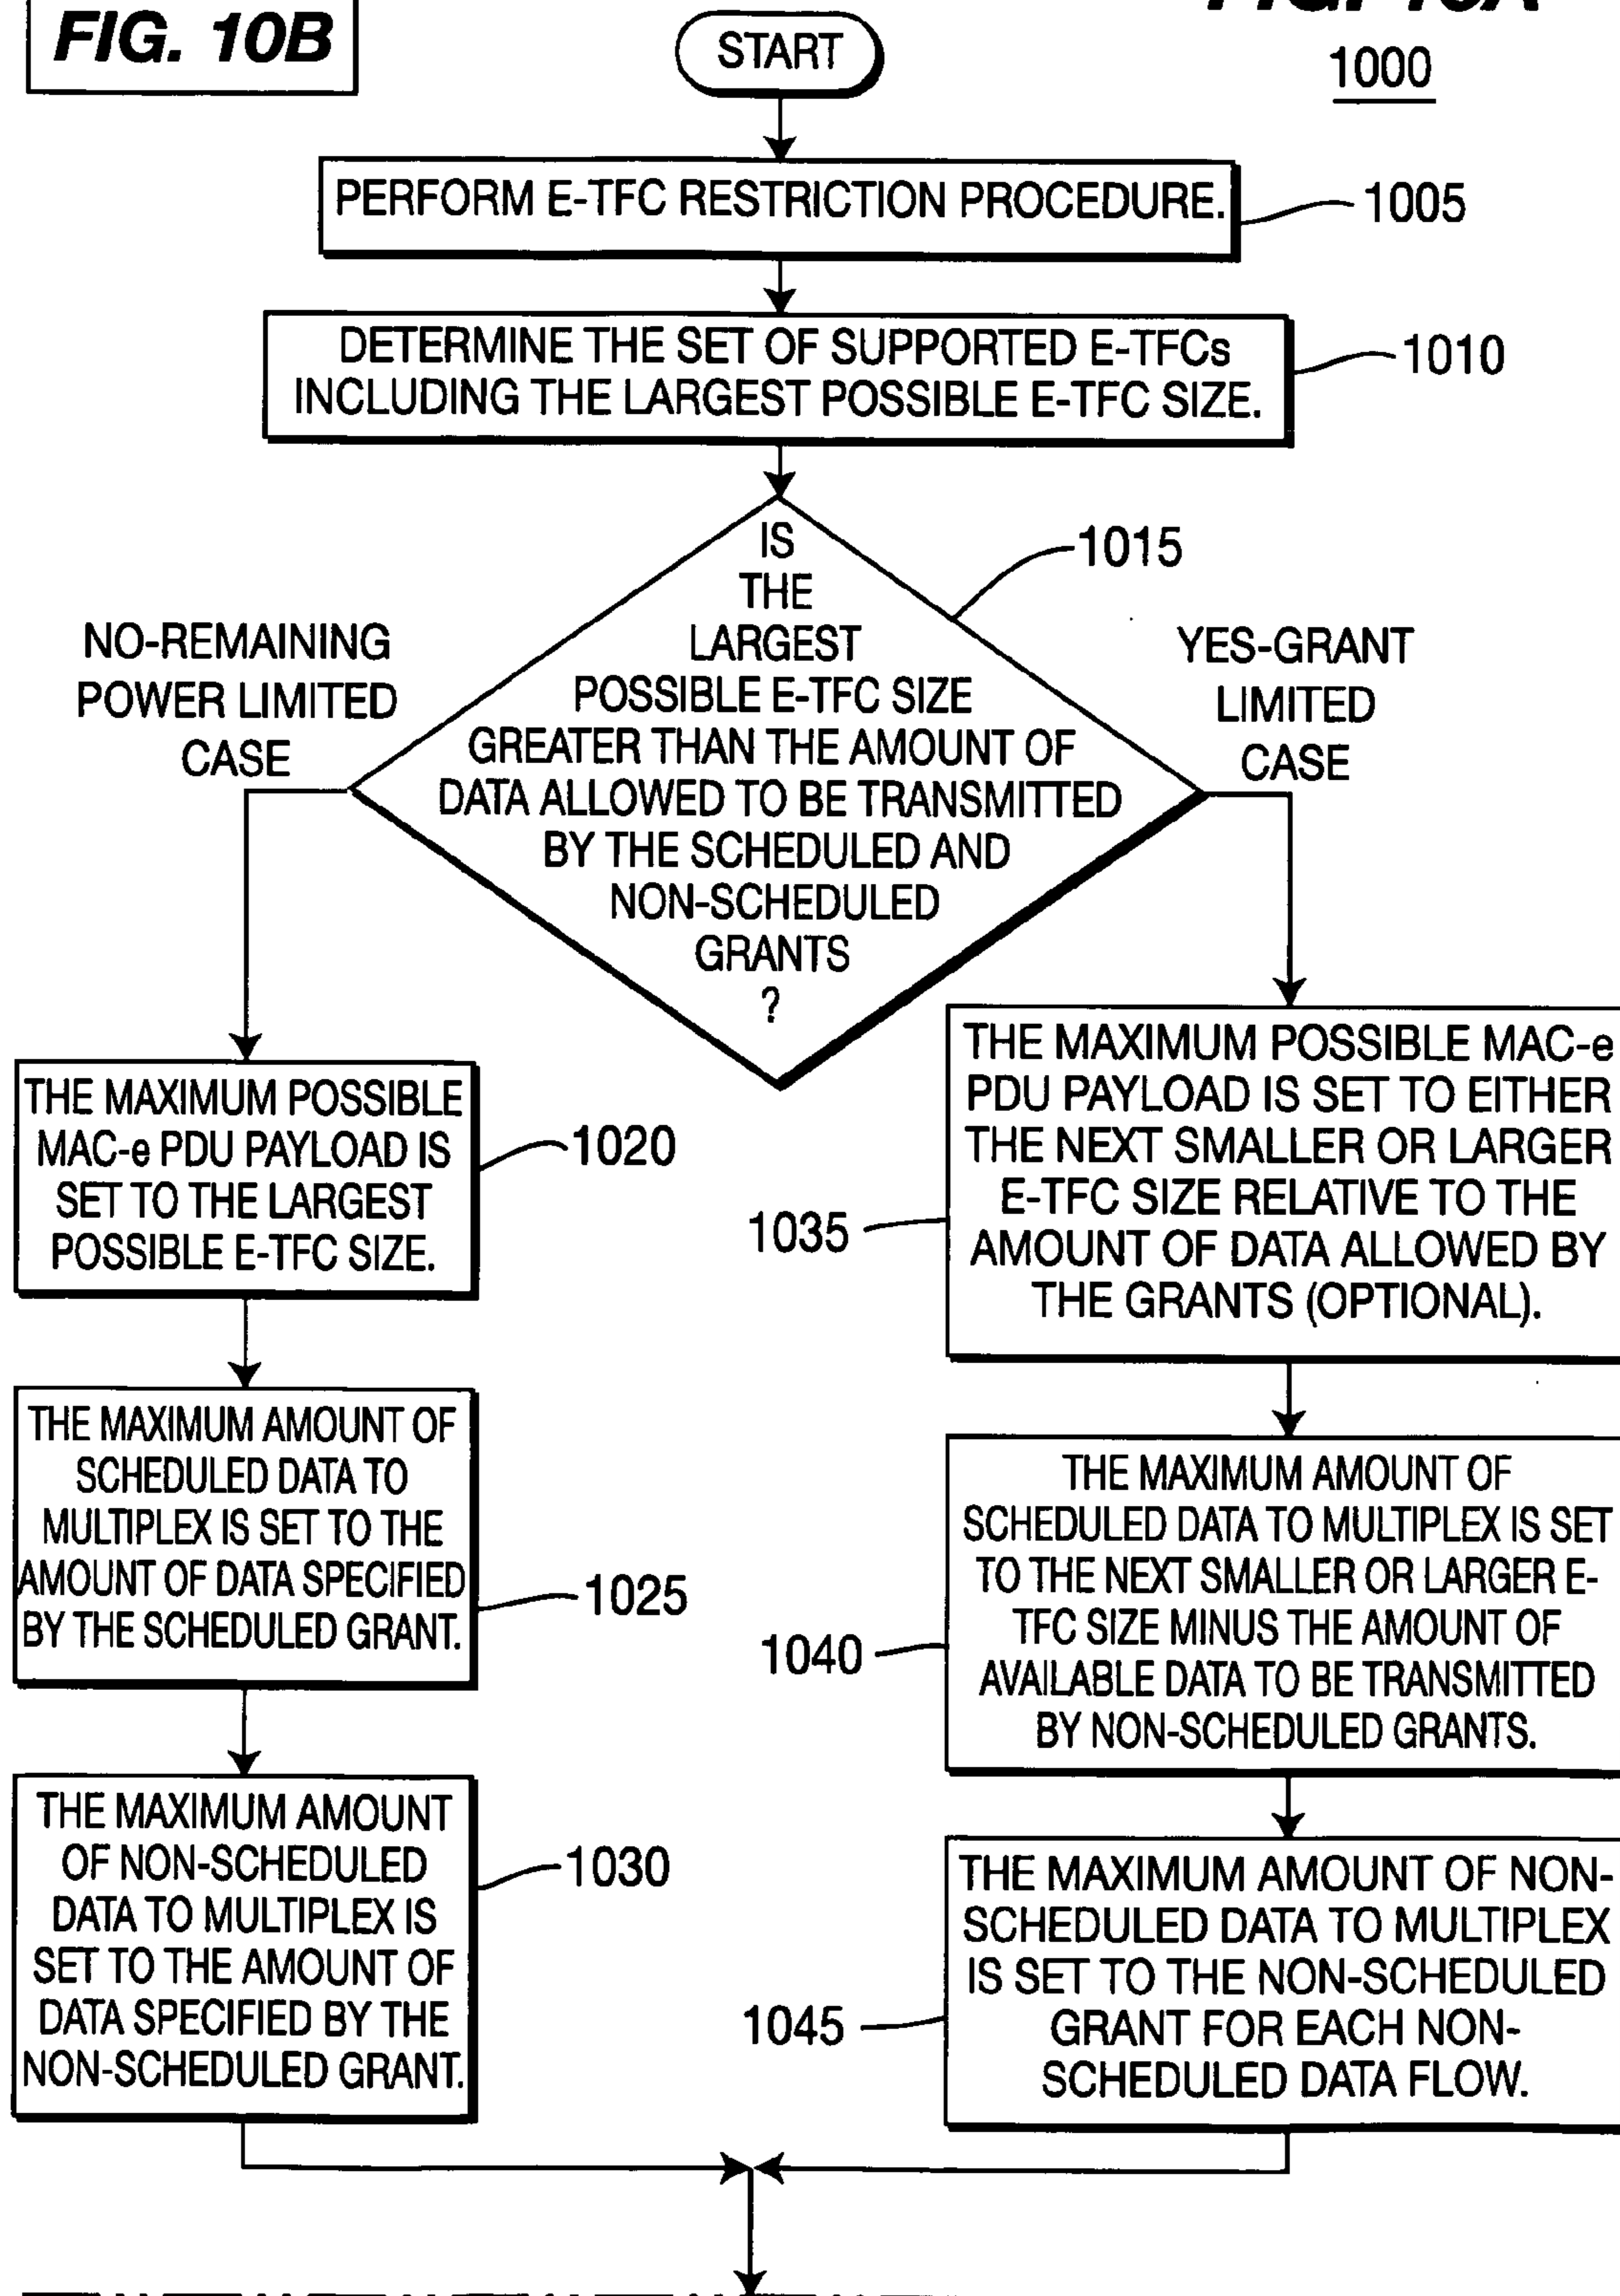 FIG. 10B
START
1000
PERFORM E-TFC RESTRICTION PROCEDURE.
1005
DETERMINE THE SET OF SUPPORTED E-TFCs
INCLUDING THE LARGEST POSSIBLE E-TFC SIZE.
1010
IS
THE
LARGEST
POSSIBLE E-TFC SIZE
GREATER THAN THE AMOUNT OF
DATA ALLOWED TO BE TRANSMITTED
BY THE SCHEDULED AND
NON-SCHEDULED
GRANTS
?
1015
NO-REMAINING
POWER LIMITED
CASE
YES-GRANT
LIMITED
CASE
THE MAXIMUM POSSIBLE
MAC-e PDU PAYLOAD IS
SET TO THE LARGEST
POSSIBLE E-TFC SIZE.
1020
THE MAXIMUM AMOUNT OF
SCHEDULED DATA TO
MULTIPLEX IS SET TO THE
AMOUNT OF DATA SPECIFIED
BY THE SCHEDULED GRANT.
1025
THE MAXIMUM AMOUNT
OF NON-SCHEDULED
DATA TO MULTIPLEX IS
SET TO THE AMOUNT OF
DATA SPECIFIED BY THE
NON-SCHEDULED GRANT.
1030
THE MAXIMUM POSSIBLE MAC-e
PDU PAYLOAD IS SET TO EITHER
THE NEXT SMALLER OR LARGER
E-TFC SIZE RELATIVE TO THE
AMOUNT OF DATA ALLOWED BY
THE GRANTS (OPTIONAL).
1035
THE MAXIMUM AMOUNT OF
SCHEDULED DATA TO MULTIPLEX IS SET
TO THE NEXT SMALLER OR LARGER E-
TFC SIZE MINUS THE AMOUNT OF
AVAILABLE DATA TO BE TRANSMITTED
BY NON-SCHEDULED GRANTS.
1040
THE MAXIMUM AMOUNT OF NON-
SCHEDULED DATA TO MULTIPLEX
IS SET TO THE NON-SCHEDULED
GRANT FOR EACH NON-
SCHEDULED DATA FLOW.
1045